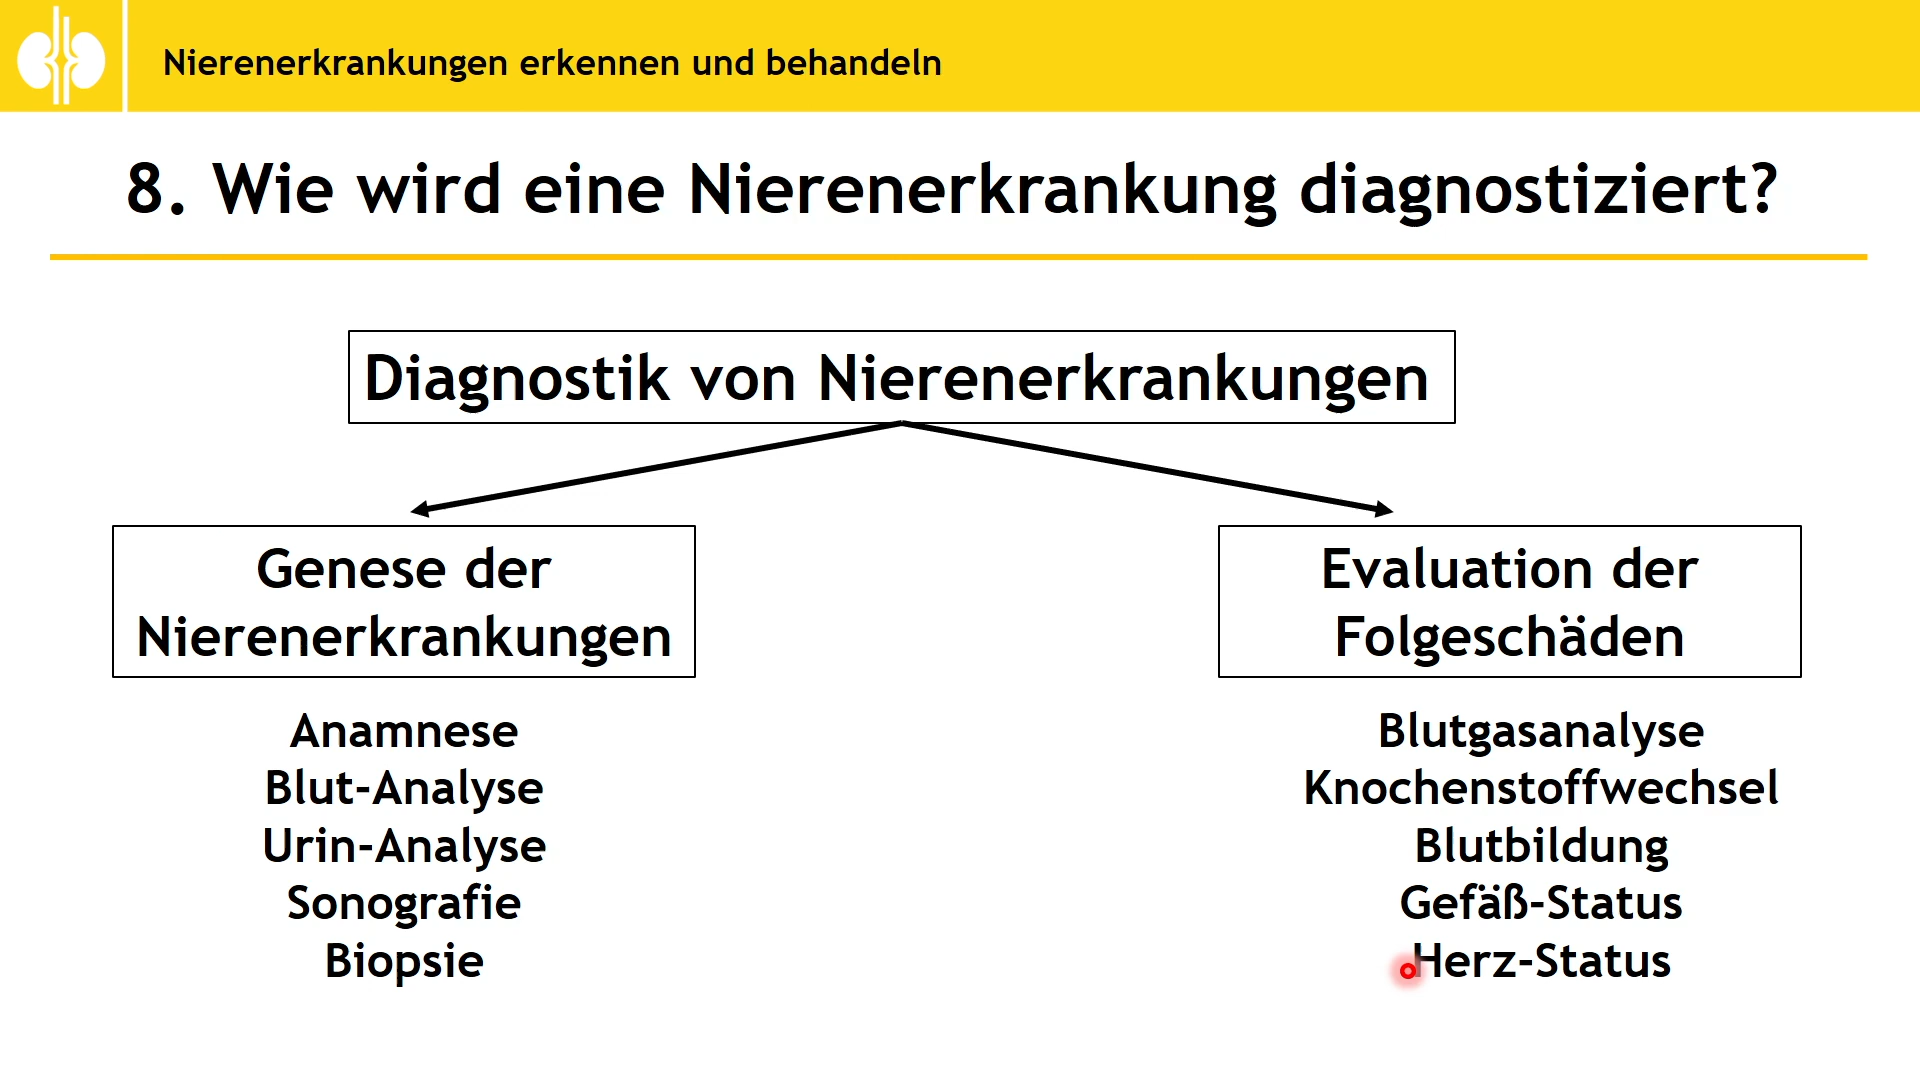 Nierenerkrankungen erkennen und behandeln
8. Wie wird eine Nierenerkrankung diagnostiziert?
Diagnostik von Nierenerkrankungen
Genese der
Nierenerkrankungen
Anamnese
Blut-Analyse
Urin-Analyse
Sonografie
Biopsie
Evaluation der
Folgeschäden
Blutgasanalyse
Knochenstoffwechsel
Blutbildung
Gefäß-Status
Herz-Status